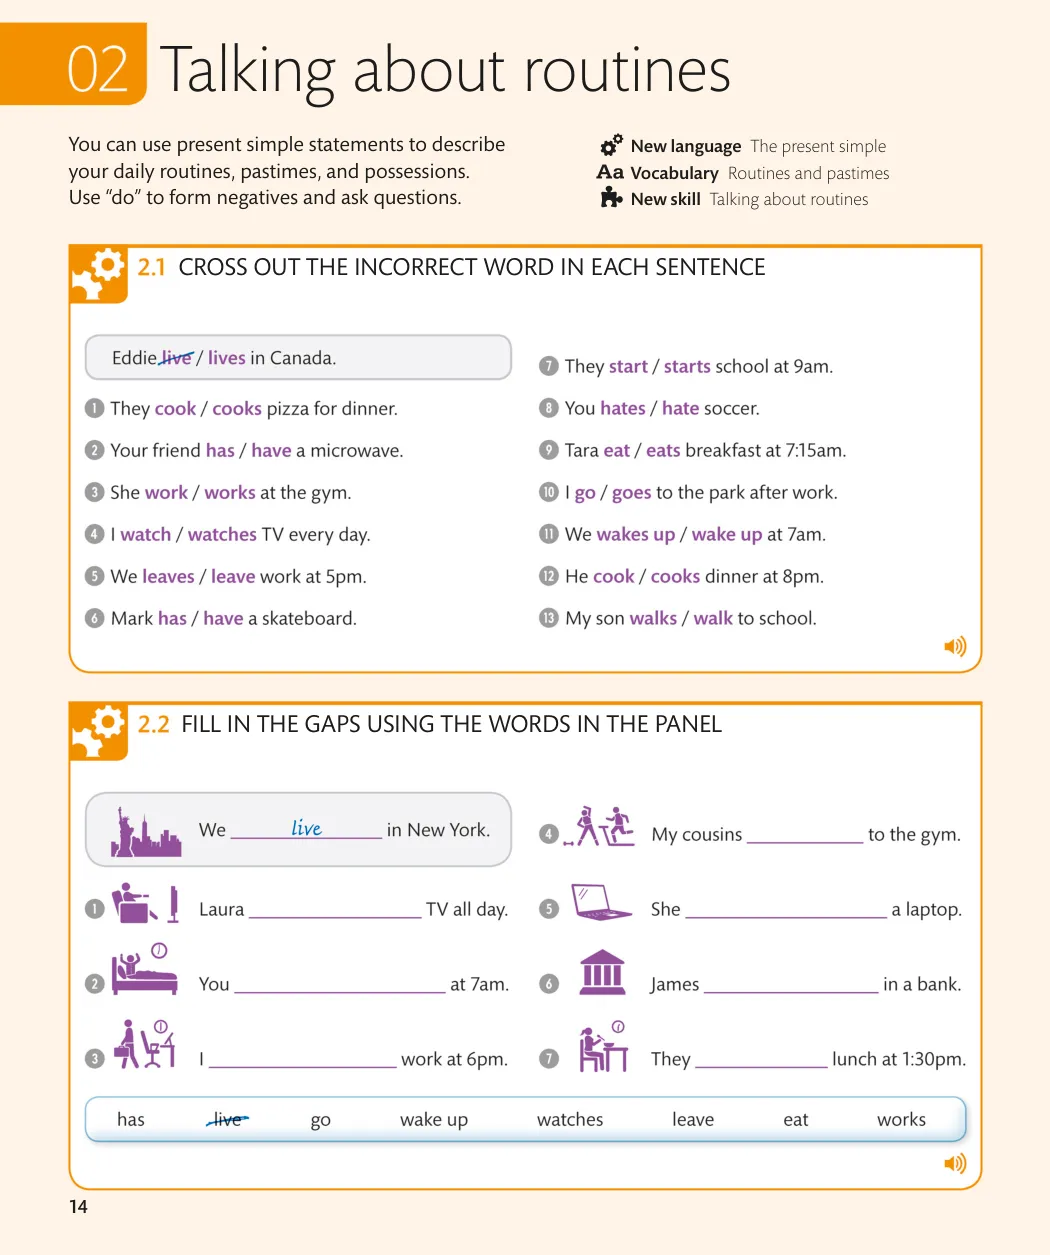 02 Talking about routines
You can use present simple statements to describe
your daily routines, pastimes, and possessions.
Use “do” to form negatives and ask questions.
New language The present simple
Aa Vocabulary Routines and pastimes
New skill Talking about routines
2.1 CROSS OUT THE INCORRECT WORD IN EACH SENTENCE
Eddie live / lives in Canada.
1 They cook / cooks pizza for dinner.
2 Your friend has / have a microwave.
3 She work / works at the gym.
4 I watch / watches TV every day.
5 We leaves / leave work at 5pm.
6 Mark has / have a skateboard.
7 They start / starts school at 9am.
8 You hates / hate soccer.
9 Tara eat / eats breakfast at 7:15am.
10 I go / goes to the park after work.
11 We wakes up / wake up at 7am.
12 He cook / cooks dinner at 8pm.
13 My son walks / walk to school.
2.2 FILL IN THE GAPS USING THE WORDS IN THE PANEL
We live in New York.
1 Laura ________ TV all day.
2 You ________ at 7am.
3 I ________ work at 6pm.
4 My cousins ________ to the gym.
5 She ________ a laptop.
6 James ________ in a bank.
7 They ________ lunch at 1:30pm.
has live go wake up watches leave eat works
14